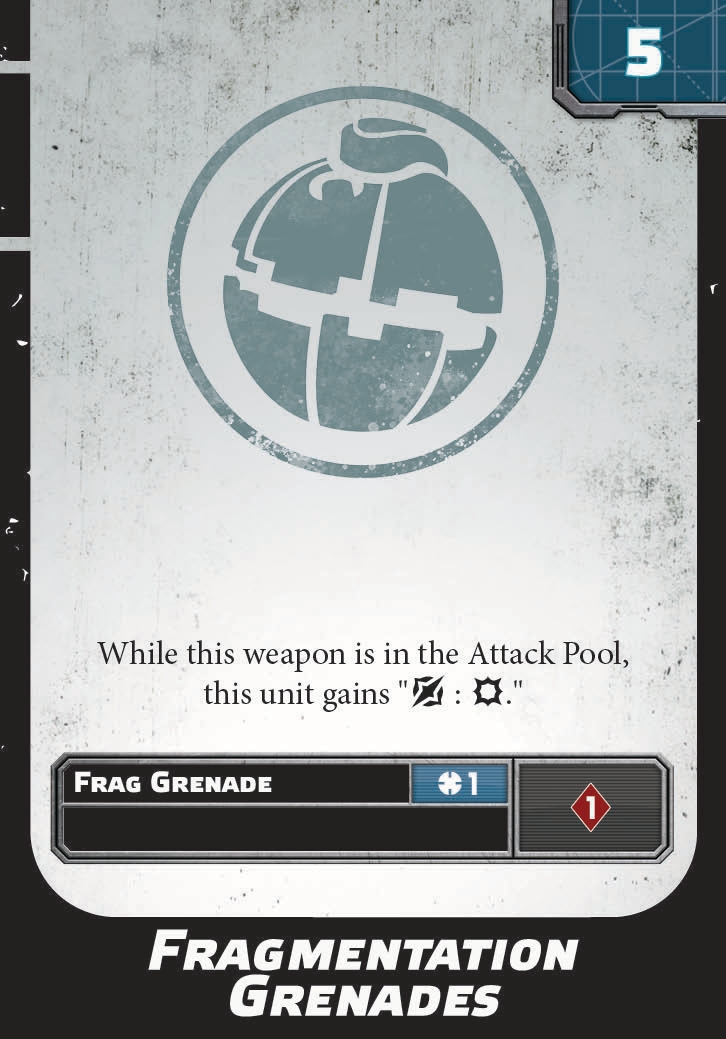 5
While this weapon is in the Attack Pool,
this unit gains " : ."
Frag Grenade
1
1
Fragmentation
Grenades